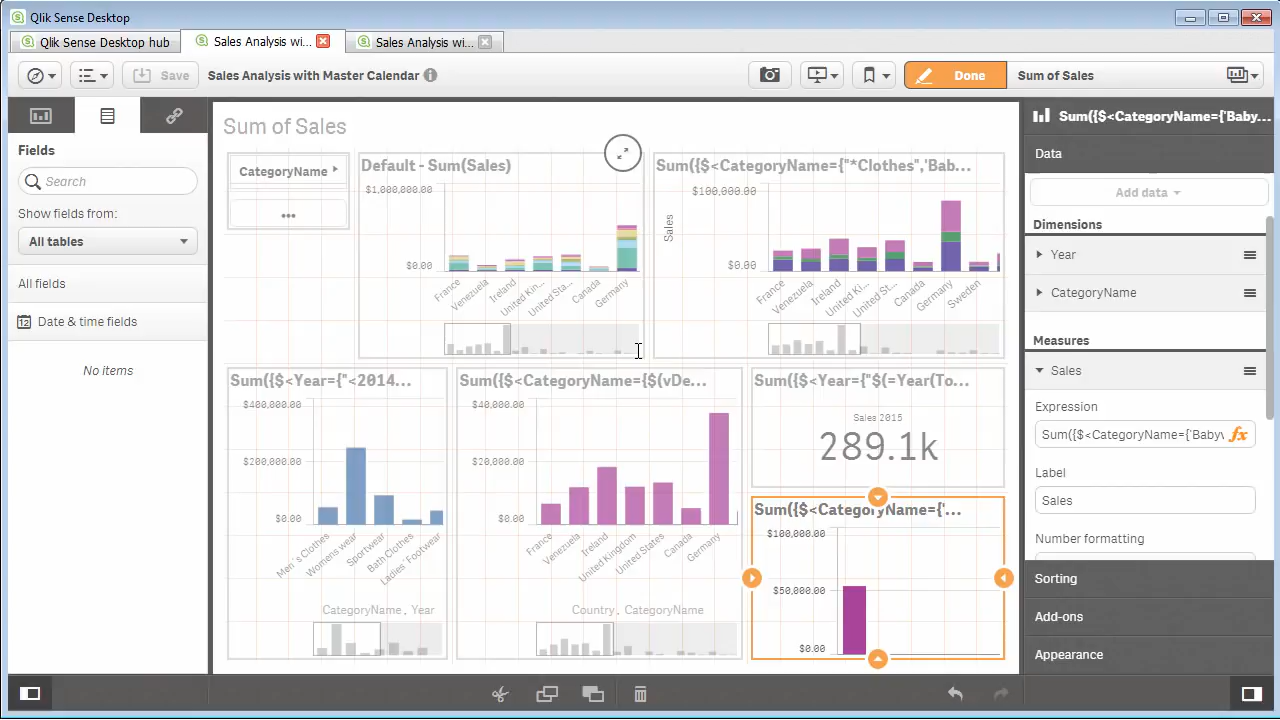 Qlik Sense Desktop
Qlik Sense Desktop hub
Sales Analysis wi...
Sales Analysis wi...
Save
Sales Analysis with Master Calendar
Done
Sum of Sales
Fields
Search
Show fields from:
All tables
All fields
Date & time fields
No items
Sum of Sales
CategoryName
•••
Default - Sum(Sales)
$1,000,000.00
$0.00
France
Venezuela
Ireland
United Kin...
United Sta...
Canada
Germany
Sum({$<CategoryName={"*Clothes",'Bab...
Sales
$100,000.00
$0.00
France
Venezuela
Ireland
United Ki...
United St...
Canada
Germany
Sweden
Sum({$<Year={"<2014...
$400,000.00
$200,000.00
$0.00
Men´s Clothes
Womens wear
Sportwear
Bath Clothes
Ladies´Footwear
CategoryName, Year
Sum({$<CategoryName={$(vDe...
$40,000.00
$20,000.00
$0.00
France
Venezuela
Ireland
United Kingdom
United States
Canada
Germany
Country, CategoryName
Sum({$<Year={"$(=Year(To...
Sales 2015
289.1k
Sum({$<CategoryName={'...
$100,000.00
$50,000.00
$0.00
Sum({$<CategoryName={'Baby...
Data
Add data
Dimensions
Year
CategoryName
Measures
Sales
Expression
Sum({$<CategoryName={'Babyv
fx
Label
Sales
Number formatting
Sorting
Add-ons
Appearance